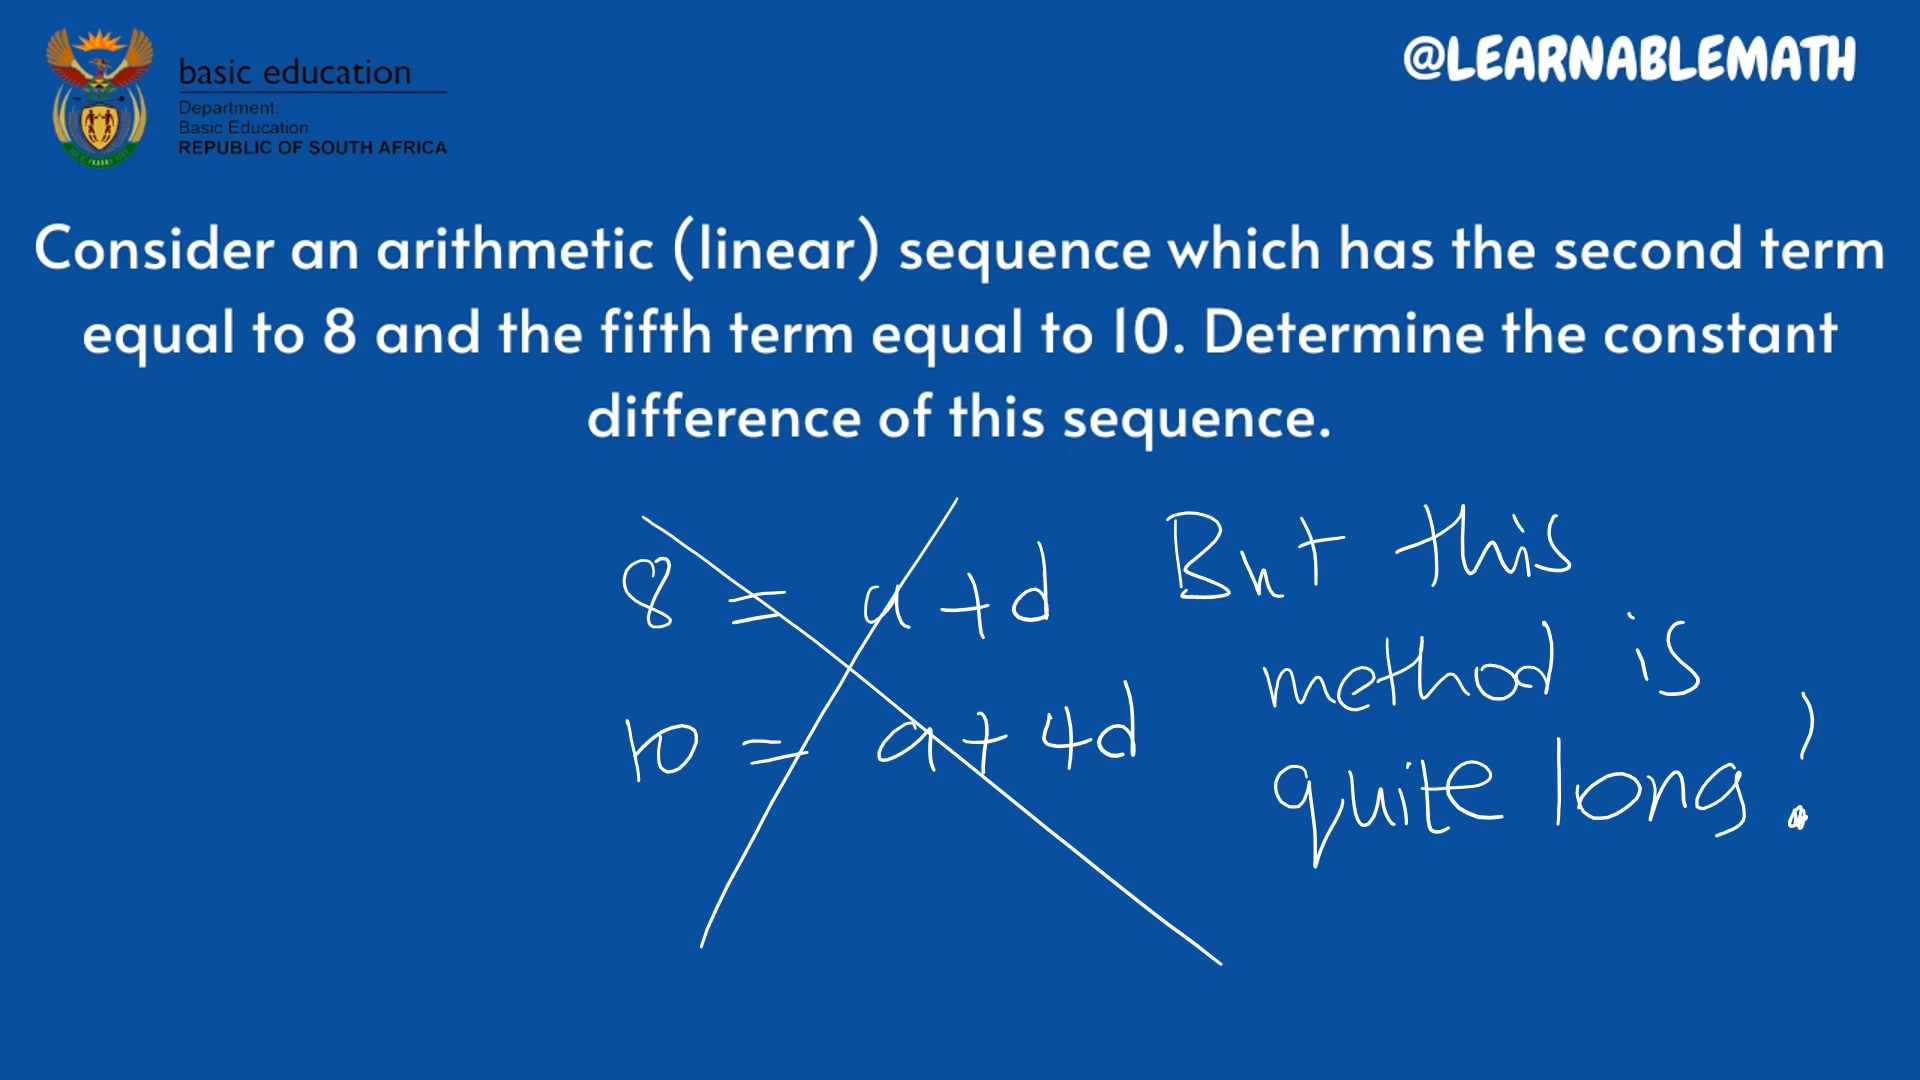 basic education
Department:
Basic Education
REPUBLIC OF SOUTH AFRICA
@LEARNABLEMATH
Consider an arithmetic (linear) sequence which has the second term
equal to 8 and the fifth term equal to 10. Determine the constant
difference of this sequence.
8 = a + d
10 = a + 4d
But this
method is
quite long!